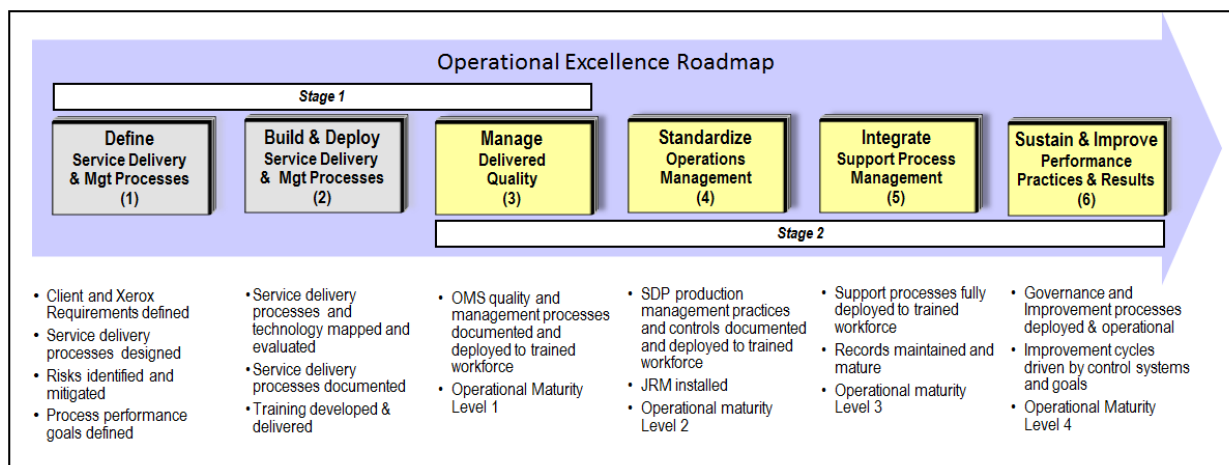 Operational Excellence Roadmap
Stage 1
Define
Service Delivery
& Mgt Processes
(1)
Build & Deploy
Service Delivery
& Mgt Processes
(2)
Manage
Delivered
Quality
(3)
Standardize
Operations
Management
(4)
Integrate
Support Process
Management
(5)
Sustain & Improve
Performance
Practices & Results
(6)
Stage 2
• Client and Xerox
Requirements defined
• Service delivery
processes designed
• Risks identified and
mitigated
• Process performance
goals defined
• Service delivery
processes and
technology mapped and
evaluated
• Service delivery
processes documented
• Training developed &
delivered
• OMS quality and
management processes
documented and
deployed to trained
workforce
• Operational Maturity
Level 1
• SDP production
management practices
and controls documented
and deployed to trained
workforce
• JRM installed
• Operational maturity
Level 2
• Support processes fully
deployed to trained
workforce
• Records maintained and
mature
• Operational maturity
Level 3
• Governance and
Improvement processes
deployed & operational
• Improvement cycles
driven by control systems
and goals
• Operational Maturity
Level 4